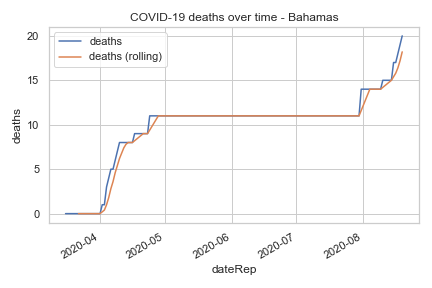 COVID-19 deaths over time - Bahamas
deaths
deaths (rolling)
20
15
10
5
0
deaths
2020-04
2020-05
2020-06
2020-07
2020-08
dateRep